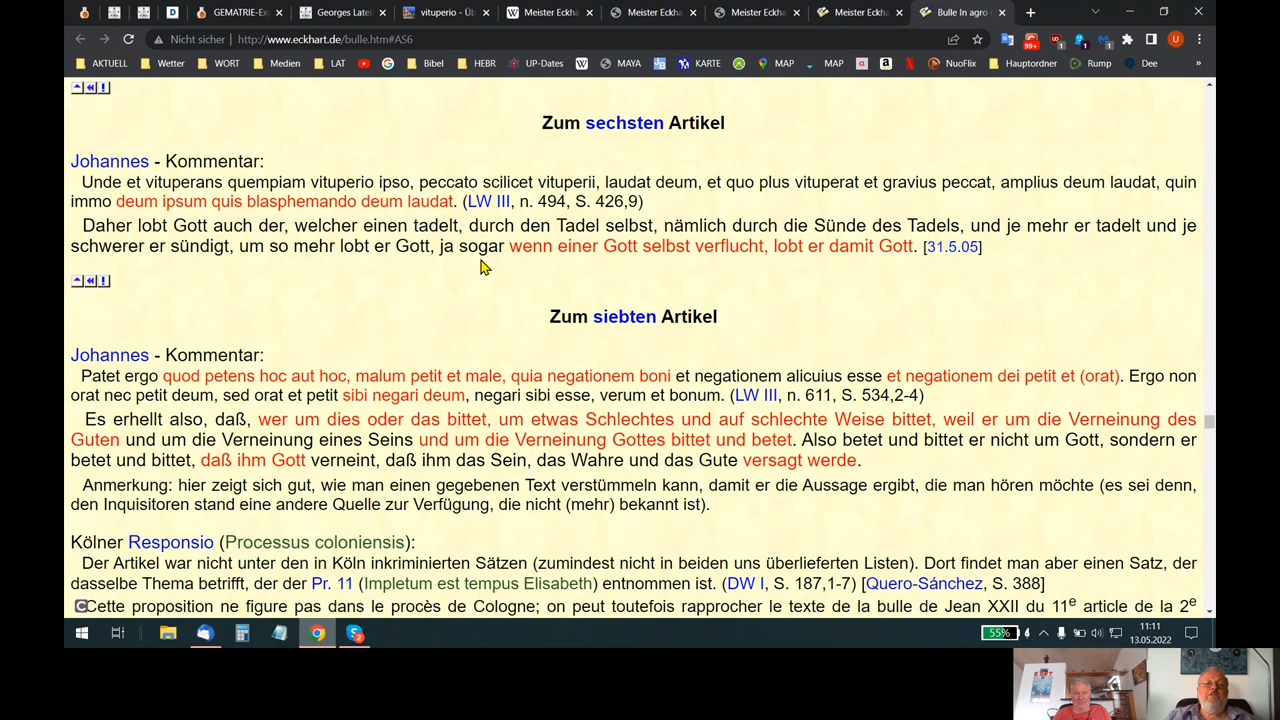 GEMATRIE-Ex
Georges Latei
vituperio - Üb
Meister Eckha
Meister Eckha
Meister Eckha
Meister Eckha
Bulle In agro d
Nicht sicher
http://www.eckhart.de/bulle.htm#AS6
99+
1
1
1
U
AKTUELL
Wetter
WORT
Medien
LAT
Bibel
HEBR
UP-Dates
MAYA
KARTE
MAP
MAP
NuoFlix
Hauptordner
Rump
Dee
»
Zum sechsten Artikel
Johannes - Kommentar:
Unde et vituperans quempiam vituperio ipso, peccato scilicet vituperii, laudat deum, et quo plus vituperat et gravius peccat, amplius deum laudat, quin
immo deum ipsum quis blasphemando deum laudat. (LW III, n. 494, S. 426,9)
Daher lobt Gott auch der, welcher einen tadelt, durch den Tadel selbst, nämlich durch die Sünde des Tadels, und je mehr er tadelt und je
schwerer er sündigt, um so mehr lobt er Gott, ja sogar wenn einer Gott selbst verflucht, lobt er damit Gott. [31.5.05]
Zum siebten Artikel
Johannes - Kommentar:
Patet ergo quod petens hoc aut hoc, malum petit et male, quia negationem boni et negationem alicuius esse et negationem dei petit et (orat). Ergo non
orat nec petit deum, sed orat et petit sibi negari deum, negari sibi esse, verum et bonum. (LW III, n. 611, S. 534,2-4)
Es erhellt also, daß, wer um dies oder das bittet, um etwas Schlechtes und auf schlechte Weise bittet, weil er um die Verneinung des
Guten und um die Verneinung eines Seins und um die Verneinung Gottes bittet und betet. Also betet und bittet er nicht um Gott, sondern er
betet und bittet, daß ihm Gott verneint, daß ihm das Sein, das Wahre und das Gute versagt werde.
Anmerkung: hier zeigt sich gut, wie man einen gegebenen Text verstümmeln kann, damit er die Aussage ergibt, die man hören möchte (es sei denn,
den Inquisitoren stand eine andere Quelle zur Verfügung, die nicht (mehr) bekannt ist).
Kölner Responsio (Processus coloniensis):
Der Artikel war nicht unter den in Köln inkriminierten Sätzen (zumindest nicht in beiden uns überlieferten Listen). Dort findet man aber einen Satz, der
dasselbe Thema betrifft, der der Pr. 11 (Impletum est tempus Elisabeth) entnommen ist. (DW I, S. 187,1-7) [Quero-Sánchez, S. 388]
Cette proposition ne figure pas dans le procès de Cologne; on peut toutefois rapprocher le texte de la bulle de Jean XXII du 11e article de la 2e
55%
11:11
13.05.2022